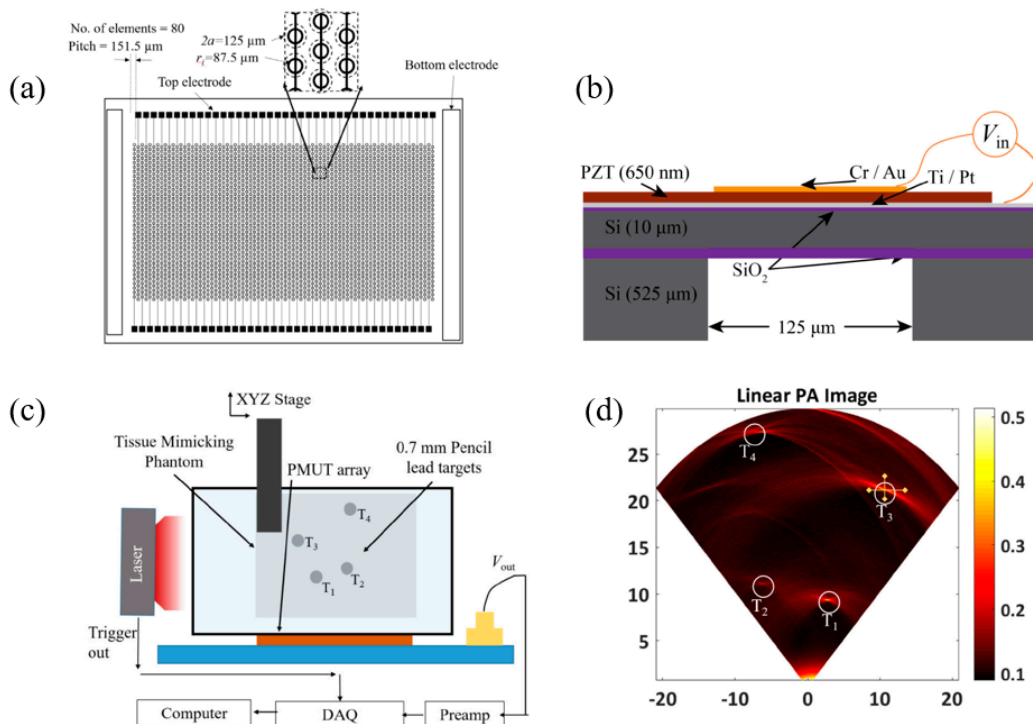 (a)
No. of elements = 80
Pitch = 151.5 µm
2a=125 µm
r_t=87.5 µm
Top electrode
Bottom electrode
(b)
V_in
PZT (650 nm)
Cr / Au
Ti / Pt
Si (10 µm)
SiO₂
Si (525 µm)
125 µm
(c)
XYZ Stage
Tissue Mimicking
Phantom
PMUT array
0.7 mm Pencil
lead targets
T₄
T₃
T₂
T₁
Laser
V_out
Trigger
out
Computer
DAQ
Preamp
(d)
Linear PA Image
T₄
T₃
T₂
T₁
25
20
15
10
5
-20
-10
0
10
20
0.5
0.4
0.3
0.2
0.1